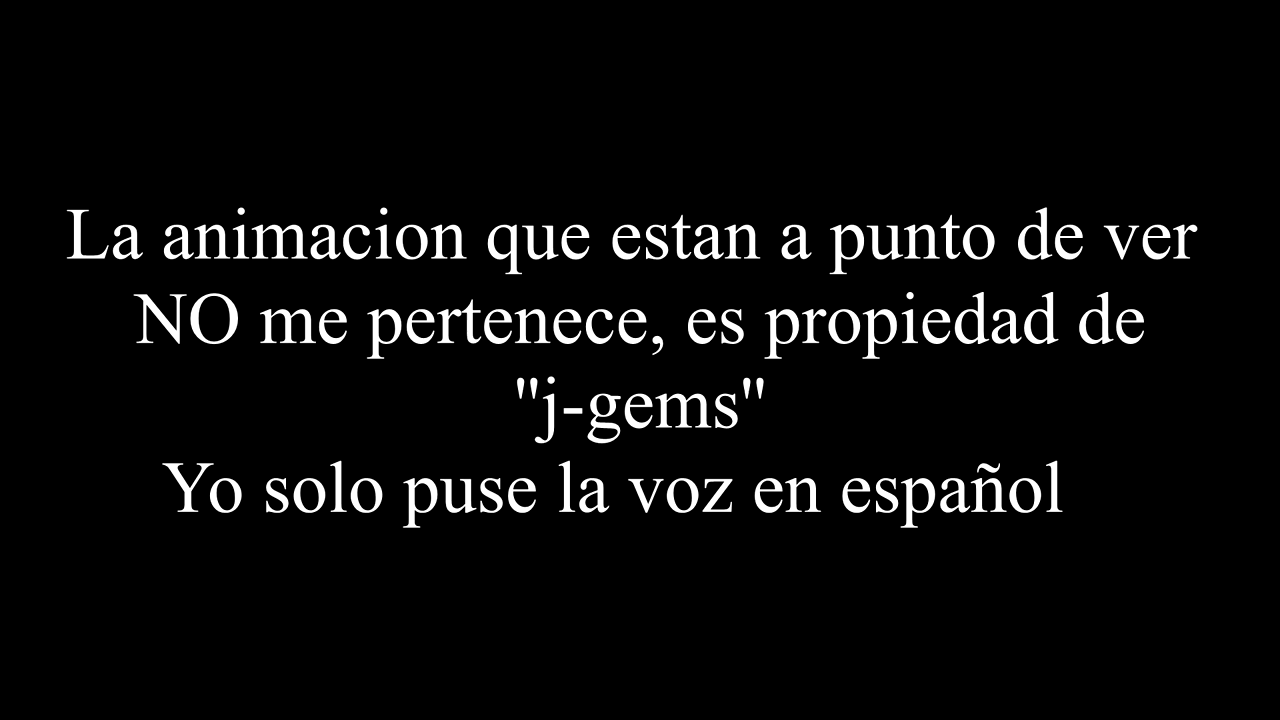 La animacion que estan a punto de ver
NO me pertenece, es propiedad de
"j-gems"
Yo solo puse la voz en español